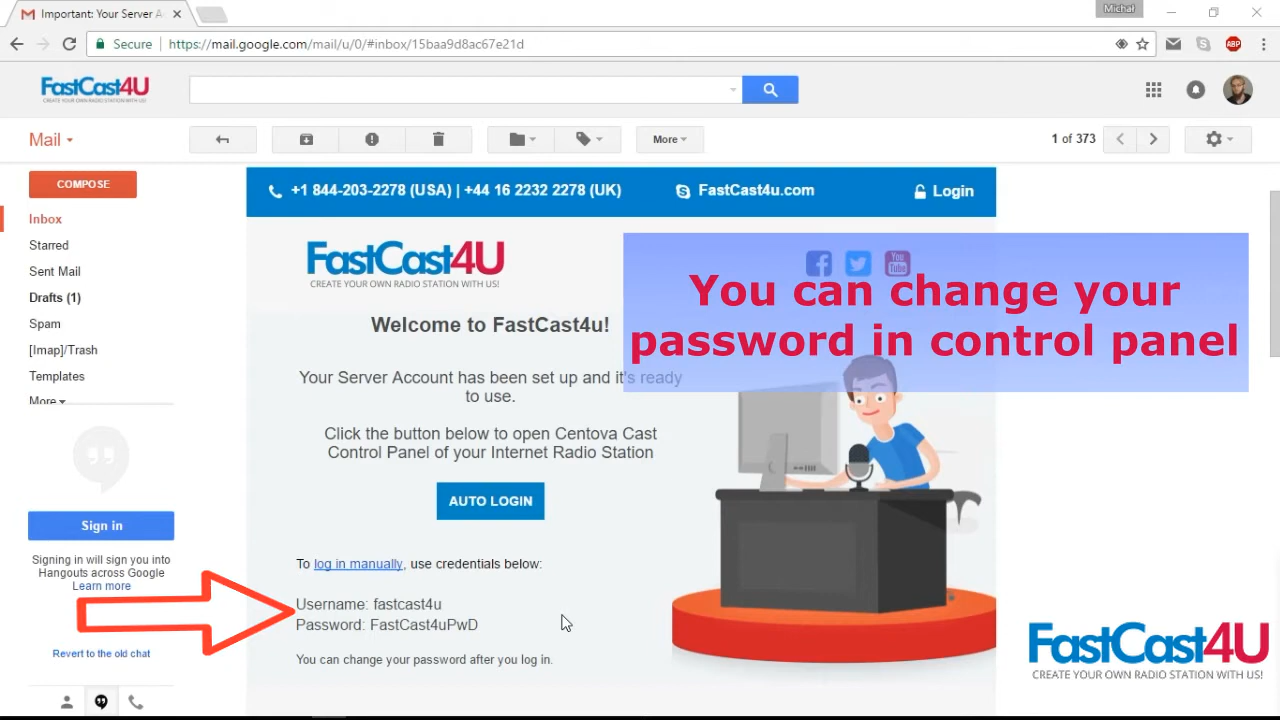 Important: Your Server A
Michał
Secure
https://mail.google.com/mail/u/0/#inbox/15baa9d8ac67e21d
ABP
FastCast4U
CREATE YOUR OWN RADIO STATION WITH US!
Mail
More
1 of 373
COMPOSE
Inbox
Starred
Sent Mail
Drafts (1)
Spam
[Imap]/Trash
Templates
More
Sign in
Signing in will sign you into
Hangouts across Google
Learn more
Revert to the old chat
+1 844-203-2278 (USA) | +44 16 2232 2278 (UK)
FastCast4u.com
Login
FastCast4U
CREATE YOUR OWN RADIO STATION WITH US!
You Tube
You can change your
password in control panel
Welcome to FastCast4u!
Your Server Account has been set up and it's ready
to use.
Click the button below to open Centova Cast
Control Panel of your Internet Radio Station
AUTO LOGIN
To log in manually, use credentials below:
Username: fastcast4u
Password: FastCast4uPwD
You can change your password after you log in.
FastCast4U
CREATE YOUR OWN RADIO STATION WITH US!